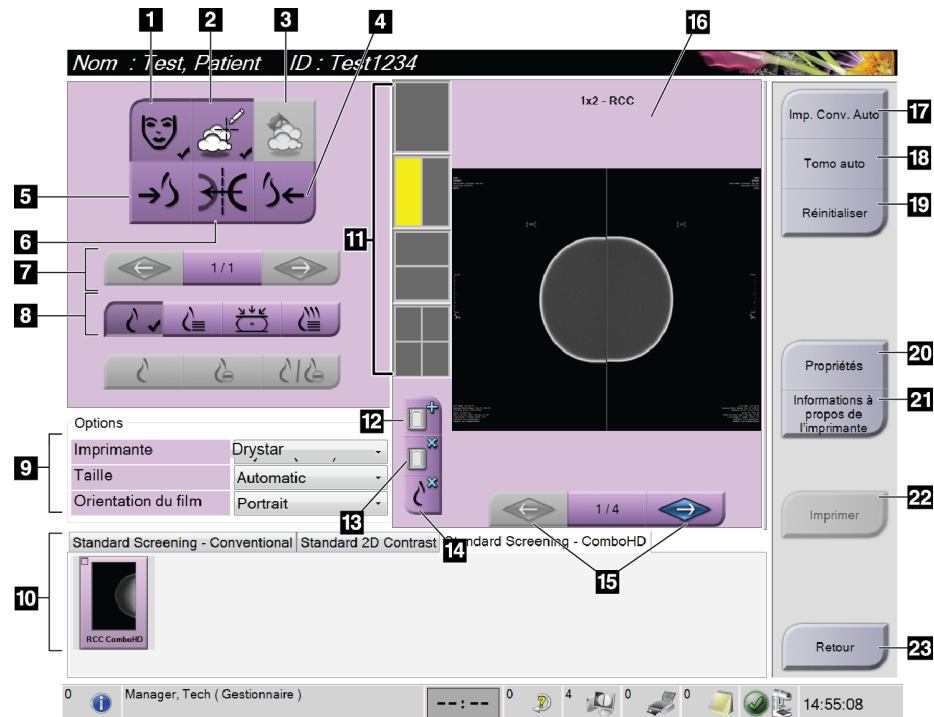 1
2
3
4
16
Nom : Test, Patient ID : Test1234
1x2 - RCC
Imp. Conv. Auto
17
Tomo auto
18
Réinitialiser
19
5
6
11
7
1/1
8
Propriétés
20
Informations à
propos de
l'imprimante
21
Options
12
9
Imprimante
Drystar
Taille
Automatic
Orientation du film
Portrait
13
14
1/4
15
Imprimer
22
Standard Screening - Conventional
Standard 2D Contrast
Standard Screening - ComboHD
10
RCC ComboHD
Retour
23
0
Manager, Tech ( Gestionnaire )
--:--
0
4
0
0
14:55:08